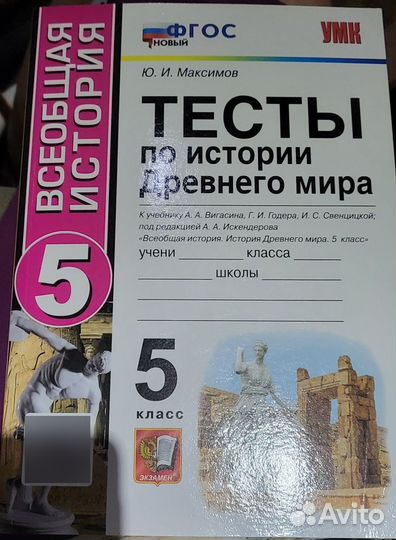 ФГОС
НОВЫЙ
УМК
Ю. И. Максимов
ВСЕОБЩАЯ
ИСТОРИЯ
ТЕСТЫ
по истории
Древнего мира
К учебнику А. А. Вигасина, Г. И. Годера, И. С. Свенцицкой;
под редакцией А. А. Искендерова
«Всеобщая история. История Древнего мира. 5 класс»
учени класса
школы
5
5
класс
ЭКЗАМЕН
Avito